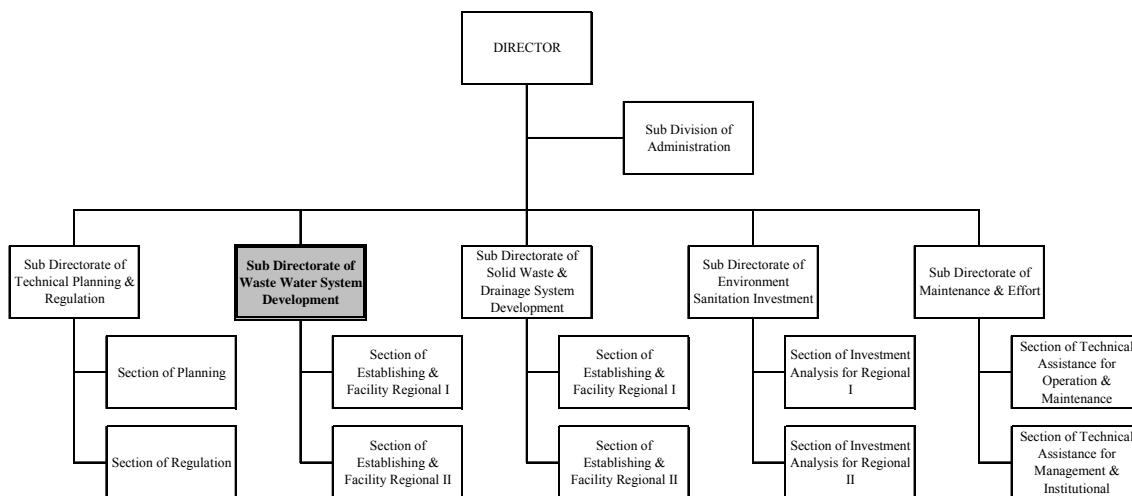 DIRECTOR
Sub Division of
Administration
Sub Directorate of
Technical Planning &
Regulation
Sub Directorate of
Waste Water System
Development
Sub Directorate of
Solid Waste &
Drainage System
Development
Sub Directorate of
Environment
Sanitation Investment
Sub Directorate of
Maintenance & Effort
Section of Planning
Section of
Establishing &
Facility Regional I
Section of
Establishing &
Facility Regional I
Section of Investment
Analysis for Regional
I
Section of Technical
Assistance for
Operation &
Maintenance
Section of Regulation
Section of
Establishing &
Facility Regional II
Section of
Establishing &
Facility Regional II
Section of Investment
Analysis for Regional
II
Section of Technical
Assistance for
Management &
Institutional